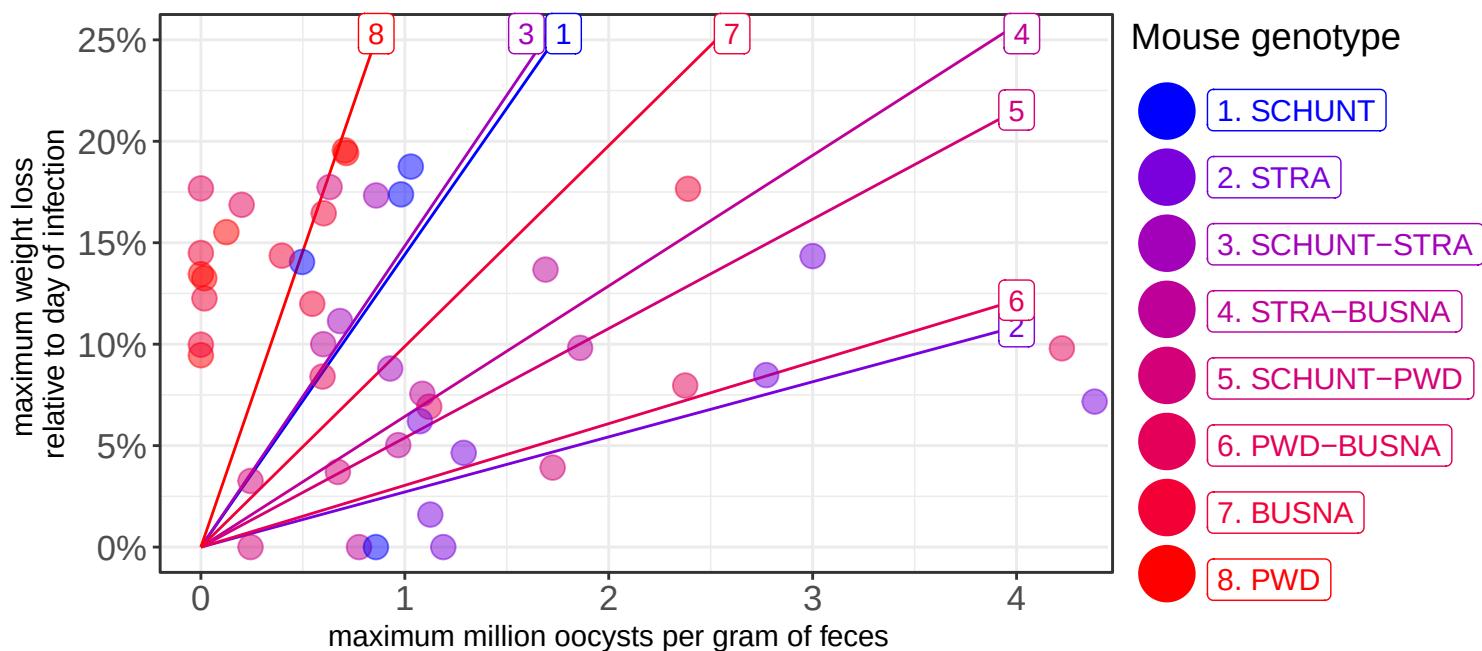 25%
20%
15%
10%
5%
0%
maximum weight loss
relative to day of infection
8
3
1
7
4
5
6
2
0
1
2
3
4
maximum million oocysts per gram of feces
Mouse genotype
1. SCHUNT
2. STRA
3. SCHUNT−STRA
4. STRA−BUSNA
5. SCHUNT−PWD
6. PWD−BUSNA
7. BUSNA
8. PWD